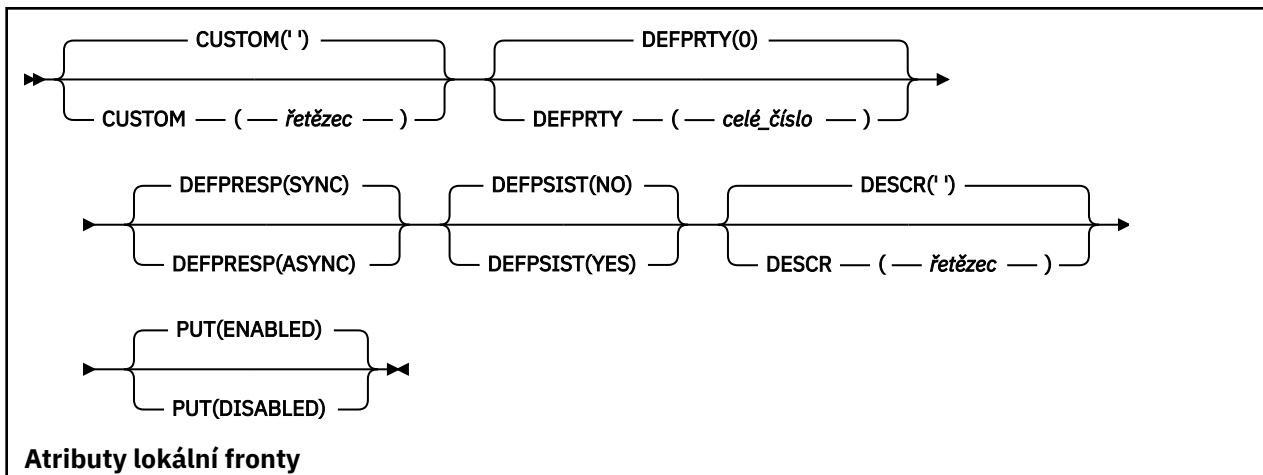 CUSTOM(' ') DEFPRTY(0)
CUSTOM ( řetězec ) DEFPRTY ( celé_číslo )
DEFPRESP(SYNC) DEFPSIST(NO) DESCR(' ')
DEFPRESP(ASYNC) DEFPSIST(YES) DESCR ( řetězec )
PUT(ENABLED)
PUT(DISABLED)
Atributy lokální fronty